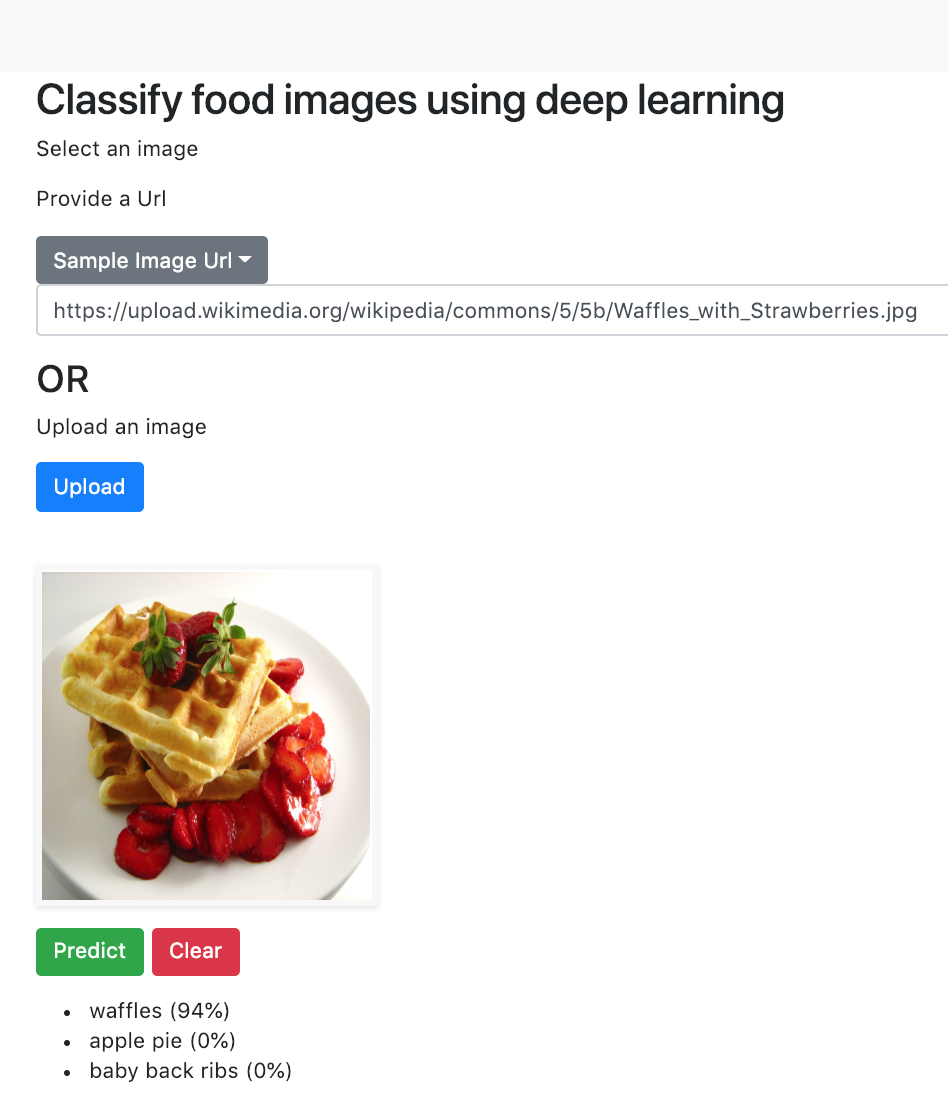 Classify food images using deep learning
Select an image
Provide a Url
Sample Image Url
https://upload.wikimedia.org/wikipedia/commons/5/5b/Waffles_with_Strawberries.jpg
OR
Upload an image
Upload
Predict Clear
• waffles (94%)
• apple pie (0%)
• baby back ribs (0%)